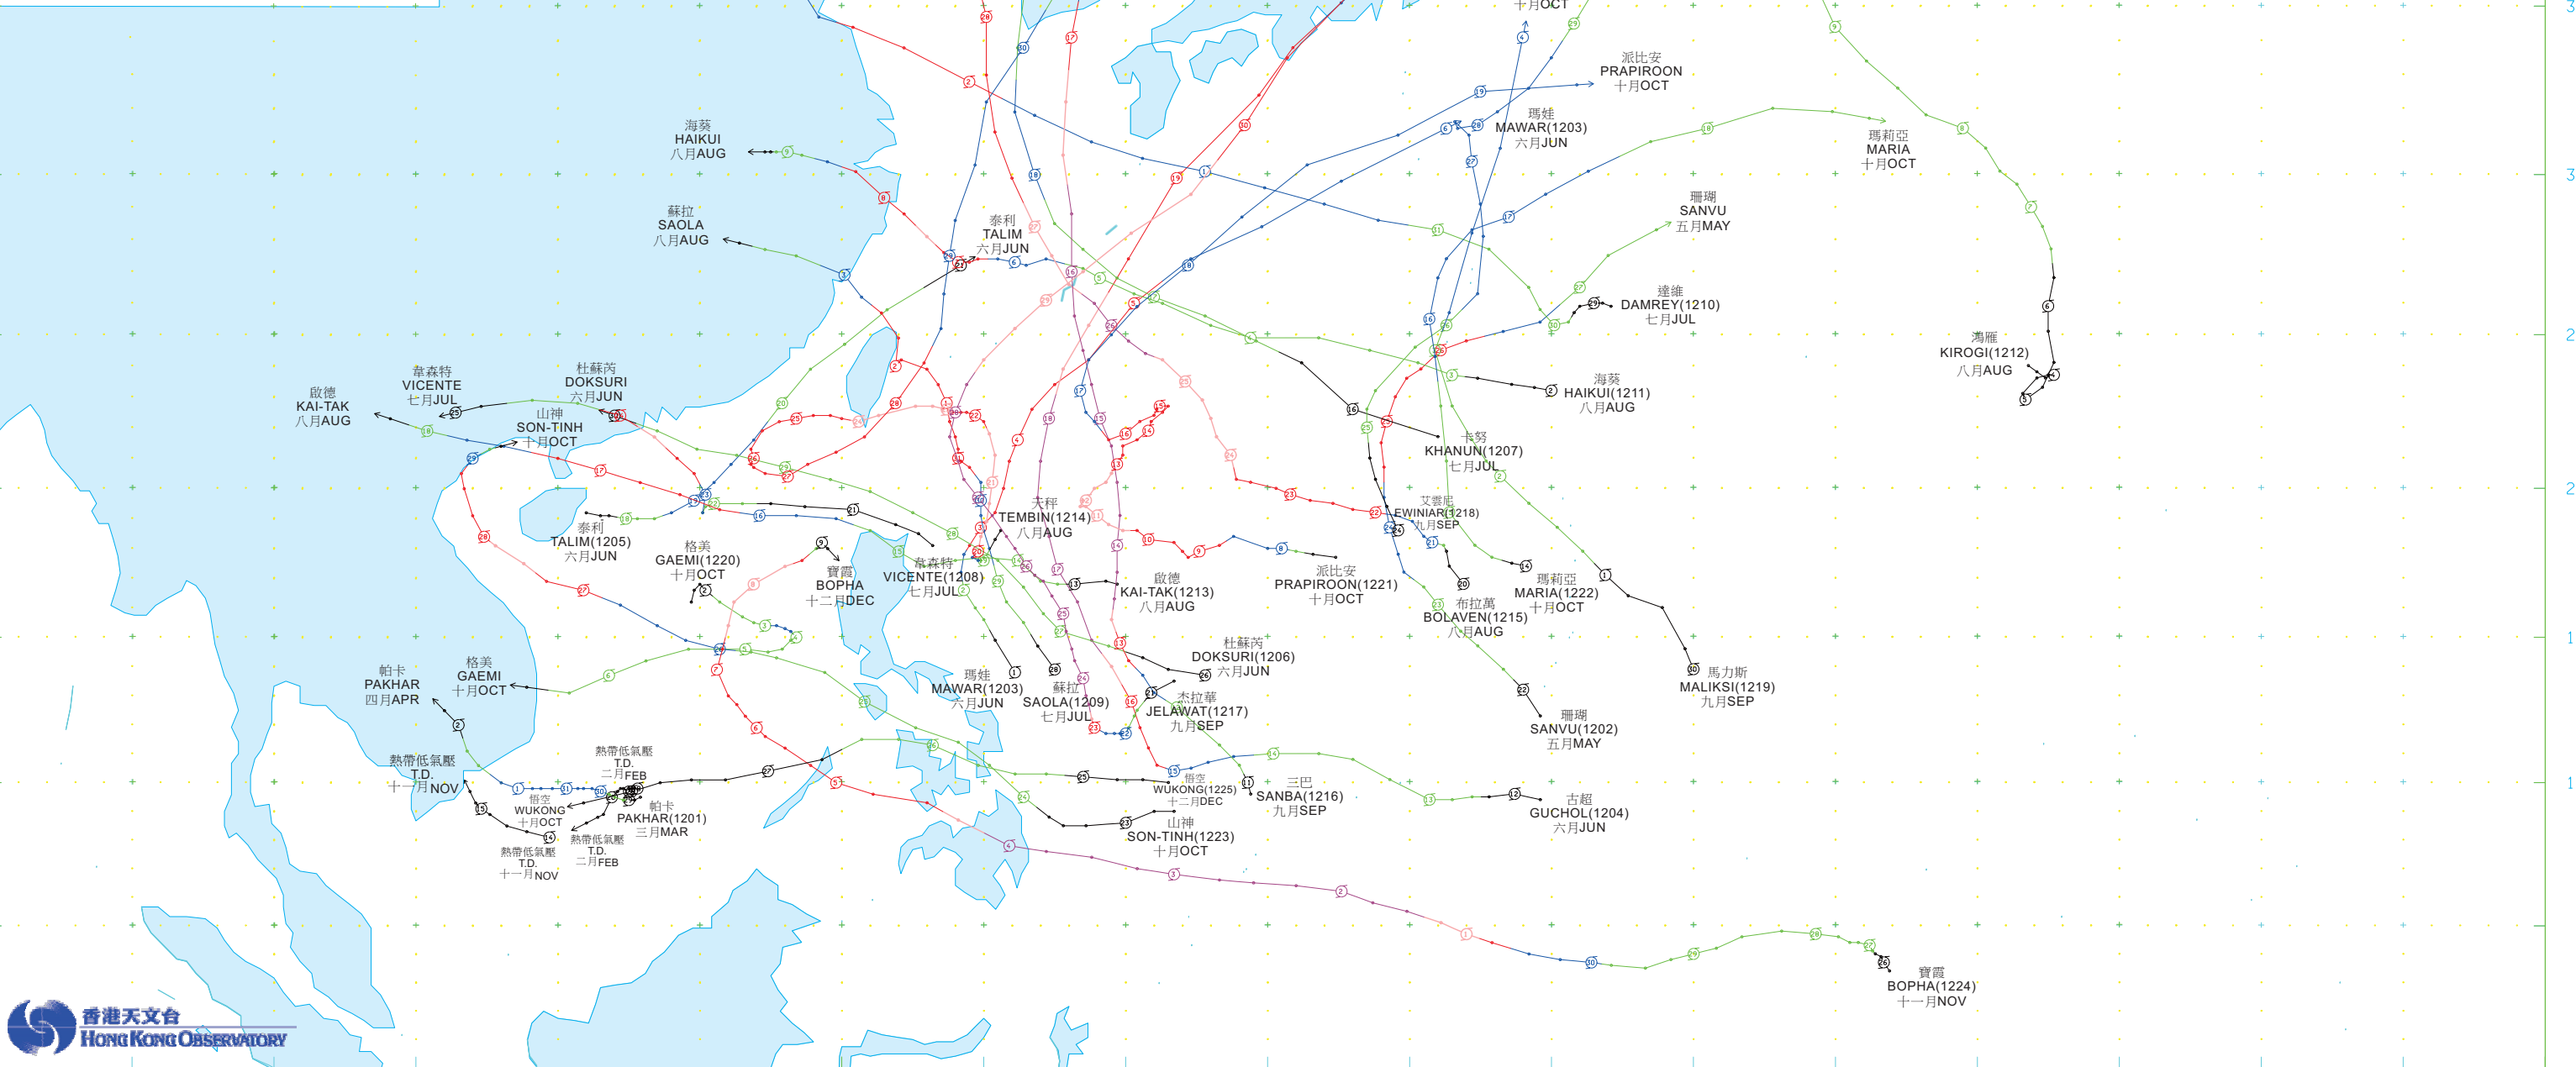 十月OCT
派比安
PRAPIROON
十月OCT
瑪娃
MAWAR(1203)
六月JUN
海葵
HAIKUI
八月AUG
瑪莉亞
MARIA
十月OCT
蘇拉
SAOLA
八月AUG
泰利
TALIM
六月JUN
珊瑚
SANVU
五月MAY
達維
DAMREY(1210)
七月JUL
鴻雁
KIROGI(1212)
八月AUG
啟德
KAI-TAK
八月AUG
韋森特
VICENTE
七月JUL
杜蘇芮
DOKSURI
六月JUN
山神
SON-TINH
十月OCT
海葵
HAIKUI(1211)
八月AUG
卡努
KHANUN(1207)
七月JUL
艾雲尼
EWINIAR(1218)
九月SEP
天秤
TEMBIN(1214)
八月AUG
泰利
TALIM(1205)
六月JUN
格美
GAEMI(1220)
十月OCT
寶霞
BOPHA
十二月DEC
韋森特
VICENTE(1208)
七月JUL
啟德
KAI-TAK(1213)
八月AUG
派比安
PRAPIROON(1221)
十月OCT
布拉萬
BOLAVEN(1215)
八月AUG
瑪莉亞
MARIA(1222)
十月OCT
杜蘇芮
DOKSURI(1206)
六月JUN
帕卡
PAKHAR
四月APR
格美
GAEMI
十月OCT
瑪娃
MAWAR(1203)
六月JUN
蘇拉
SAOLA(1209)
七月JUL
杰拉華
JELAWAT(1217)
九月SEP
馬力斯
MALIKSI(1219)
九月SEP
珊瑚
SANVU(1202)
五月MAY
熱帶低氣壓
T.D.
十一月NOV
熱帶低氣壓
T.D.
二月FEB
悟空
WUKONG
十月OCT
帕卡
PAKHAR(1201)
三月MAR
熱帶低氣壓
T.D.
十一月NOV
熱帶低氣壓
T.D.
二月FEB
悟空
WUKONG(1225)
十二月DEC
三巴
SANBA(1216)
九月SEP
古超
GUCHOL(1204)
六月JUN
山神
SON-TINH(1223)
十月OCT
寶霞
BOPHA(1224)
十一月NOV
香港天文台
HONG KONG OBSERVATORY